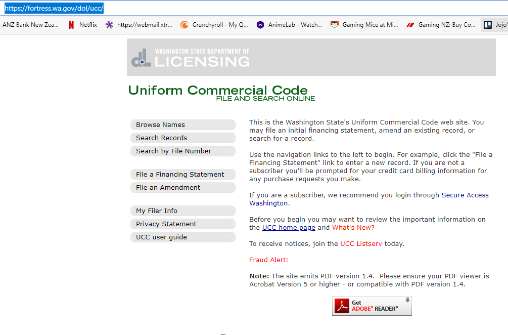 https://fortress.wa.gov/dol/ucc/
ANZ Bank New Zea... Netflix https://webmail.xtr... Crunchyroll - My Q... AnimeLab - Watch... Gaming Mice at Mi... Gaming NZ: Buy Co... JojoT
WASHINGTON STATE DEPARTMENT OF
dol LICENSING
Uniform Commercial Code
FILE AND SEARCH ONLINE
Browse Names
Search Records
Search by File Number
File a Financing Statement
File an Amendment
My Filer Info
Privacy Statement
UCC user guide
This is the Washington State's Uniform Commercial Code web site. You
may file an initial financing statement, amend an existing record, or
search for a record.
Use the navigation links to the left to begin. For example, click the "File a
Financing Statement" link to enter a new record. If you are not a
subscriber you'll be prompted for your credit card billing information for
any purchase requests you make.
If you are a subscriber, we recommend you login through Secure Access
Washington.
Before you begin you may want to review the important information on
the UCC home page and What's New?
To receive notices, join the UCC Listserv today.
Fraud Alert!
Note: The site emits PDF version 1.4. Please ensure your PDF viewer is
Acrobat Version 5 or higher - or compatible with PDF version 1.4.
Get
ADOBE® READER®